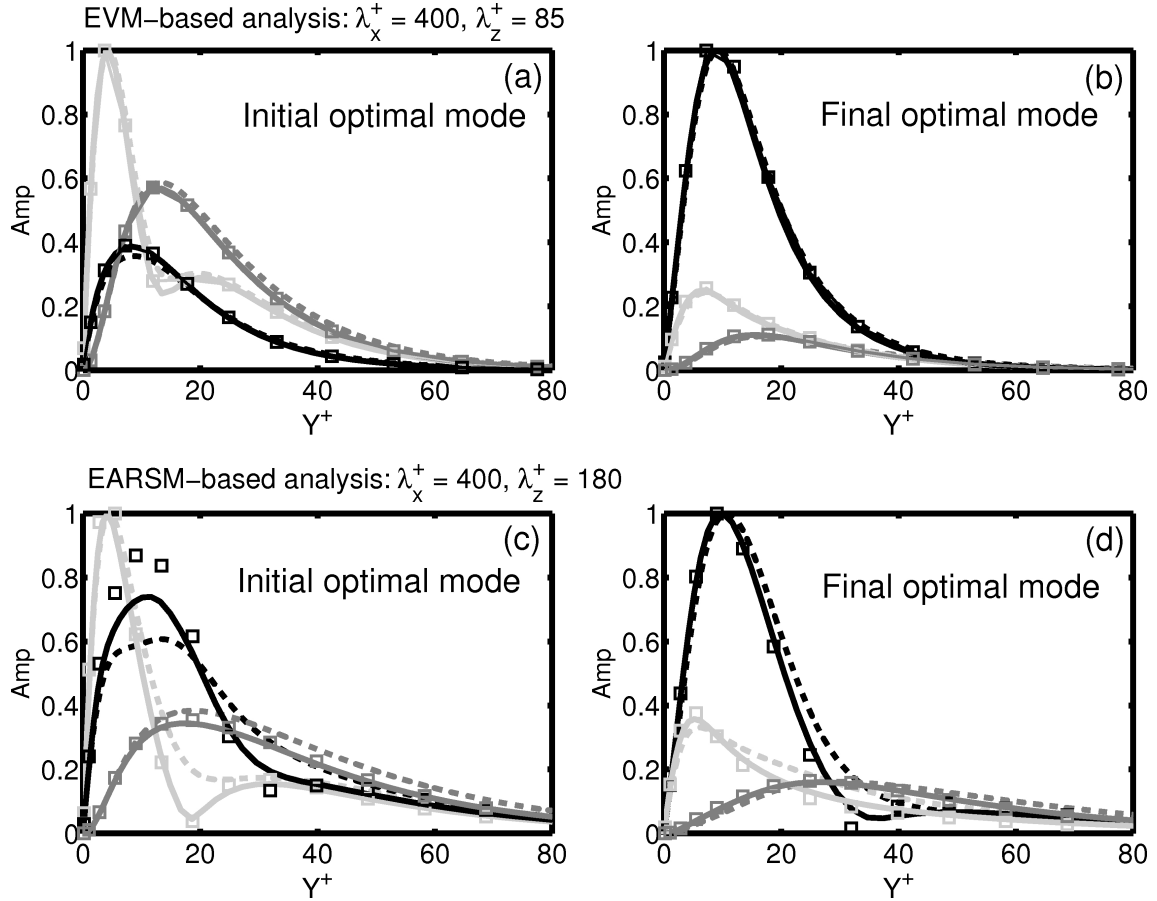 EVM−based analysis: λx+ = 400, λz+ = 85
(a)
Initial optimal mode
Amp
1
0.8
0.6
0.4
0.2
0
0 20 40 60 80
Y+
(b)
Final optimal mode
Amp
1
0.8
0.6
0.4
0.2
0
0 20 40 60 80
Y+
EARSM−based analysis: λx+ = 400, λz+ = 180
(c)
Initial optimal mode
Amp
1
0.8
0.6
0.4
0.2
0
0 20 40 60 80
Y+
(d)
Final optimal mode
Amp
1
0.8
0.6
0.4
0.2
0
0 20 40 60 80
Y+